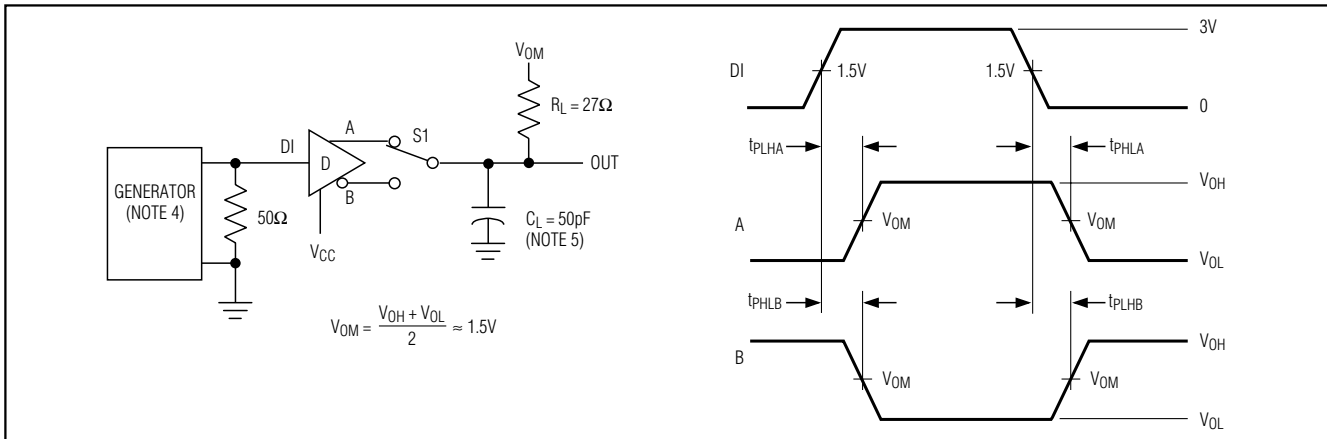 V_OM
R_L = 27Ω
A
S1
DI
D
OUT
B
GENERATOR
(NOTE 4)
50Ω
C_L = 50pF
(NOTE 5)
V_CC
V_OM = (V_OH + V_OL) / 2 ≈ 1.5V
3V
DI
1.5V
1.5V
0
t_PLHA
t_PHLA
V_OH
A
V_OM
V_OM
V_OL
t_PHLB
t_PLHB
V_OH
B
V_OM
V_OM
V_OL